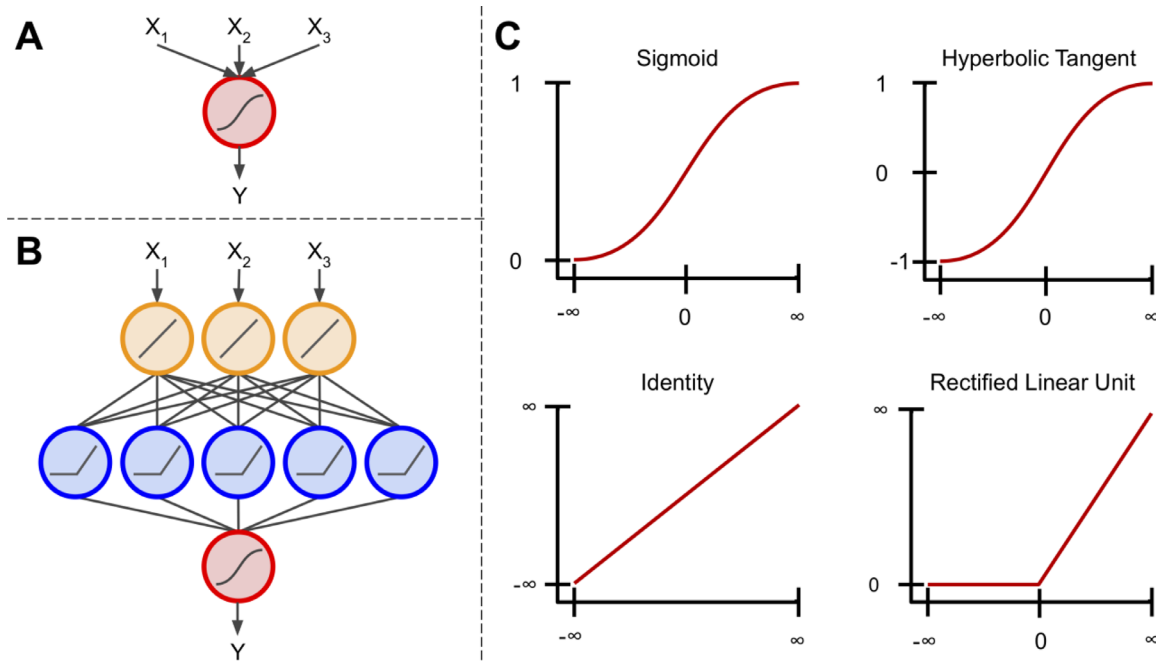 A
X₁ X₂ X₃
Y
B
X₁ X₂ X₃
Y
C
Sigmoid
1
0
-∞ 0 ∞
Hyperbolic Tangent
1
0
-1
-∞ 0 ∞
Identity
∞
-∞
-∞ ∞
Rectified Linear Unit
∞
0
-∞ 0 ∞